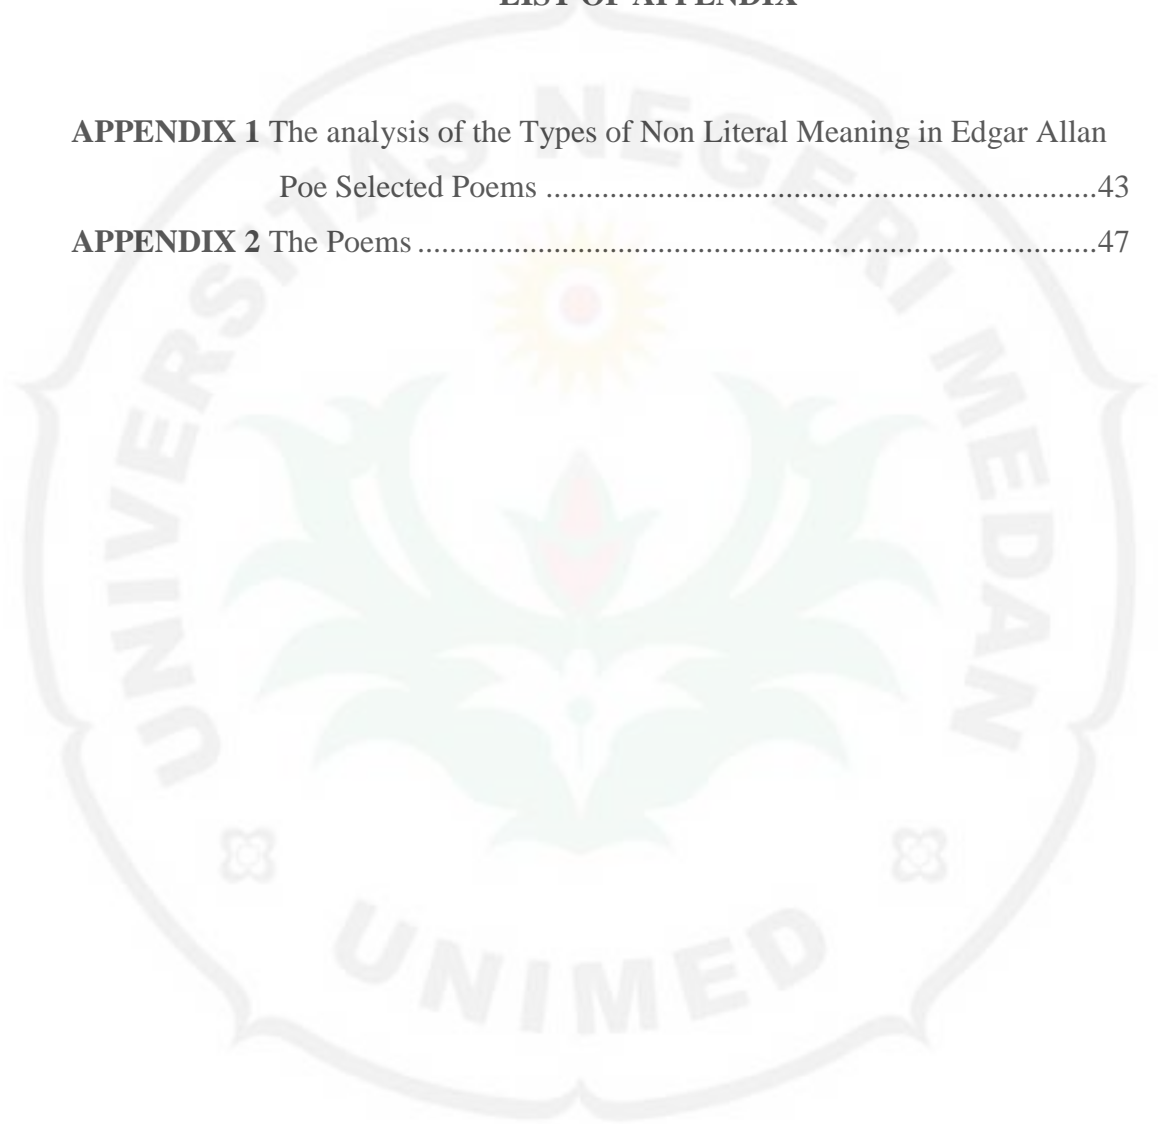 LIST OF APPENDIX
APPENDIX 1 The analysis of the Types of Non Literal Meaning in Edgar Allan
Poe Selected Poems ......................................................................43
APPENDIX 2 The Poems .......................................................................................47
UNIVERSITAS NEGERI MEDAN
UNIMED